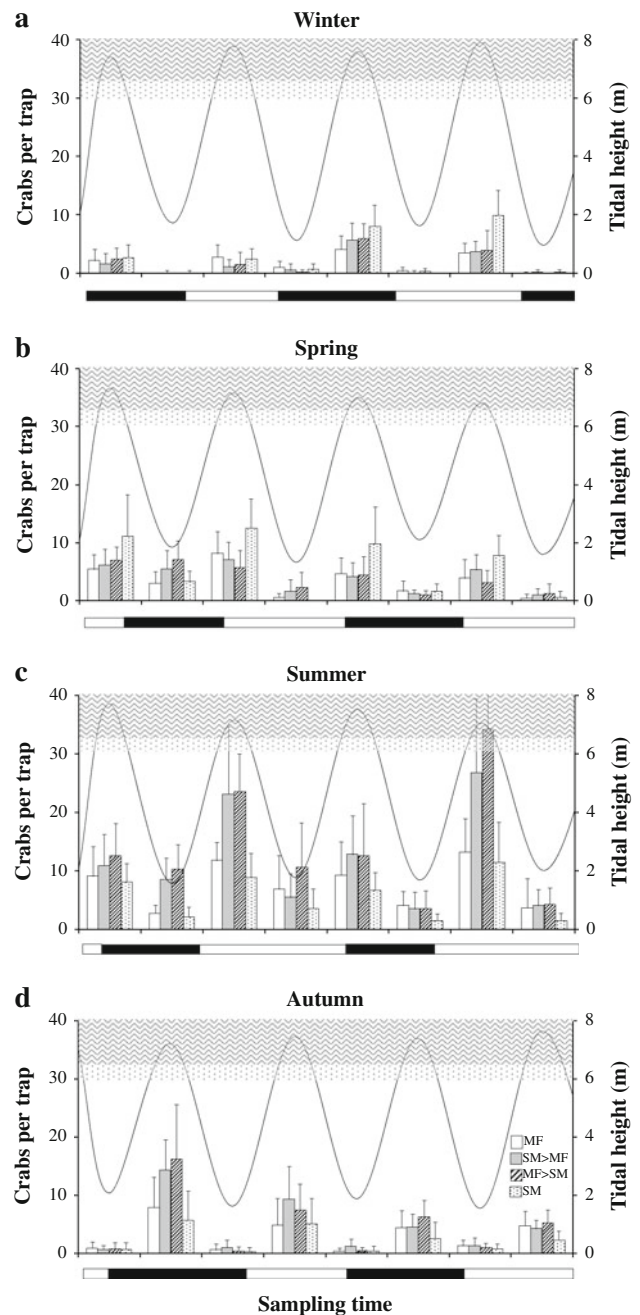 a
Winter
40
30
20
10
0
Crabs per trap
8
6
4
2
0
Tidal height (m)
b
Spring
40
30
20
10
0
Crabs per trap
8
6
4
2
0
Tidal height (m)
c
Summer
40
30
20
10
0
Crabs per trap
8
6
4
2
0
Tidal height (m)
d
Autumn
40
30
20
10
0
Crabs per trap
8
6
4
2
0
Tidal height (m)
MF
SM>MF
MF>SM
SM
Sampling time